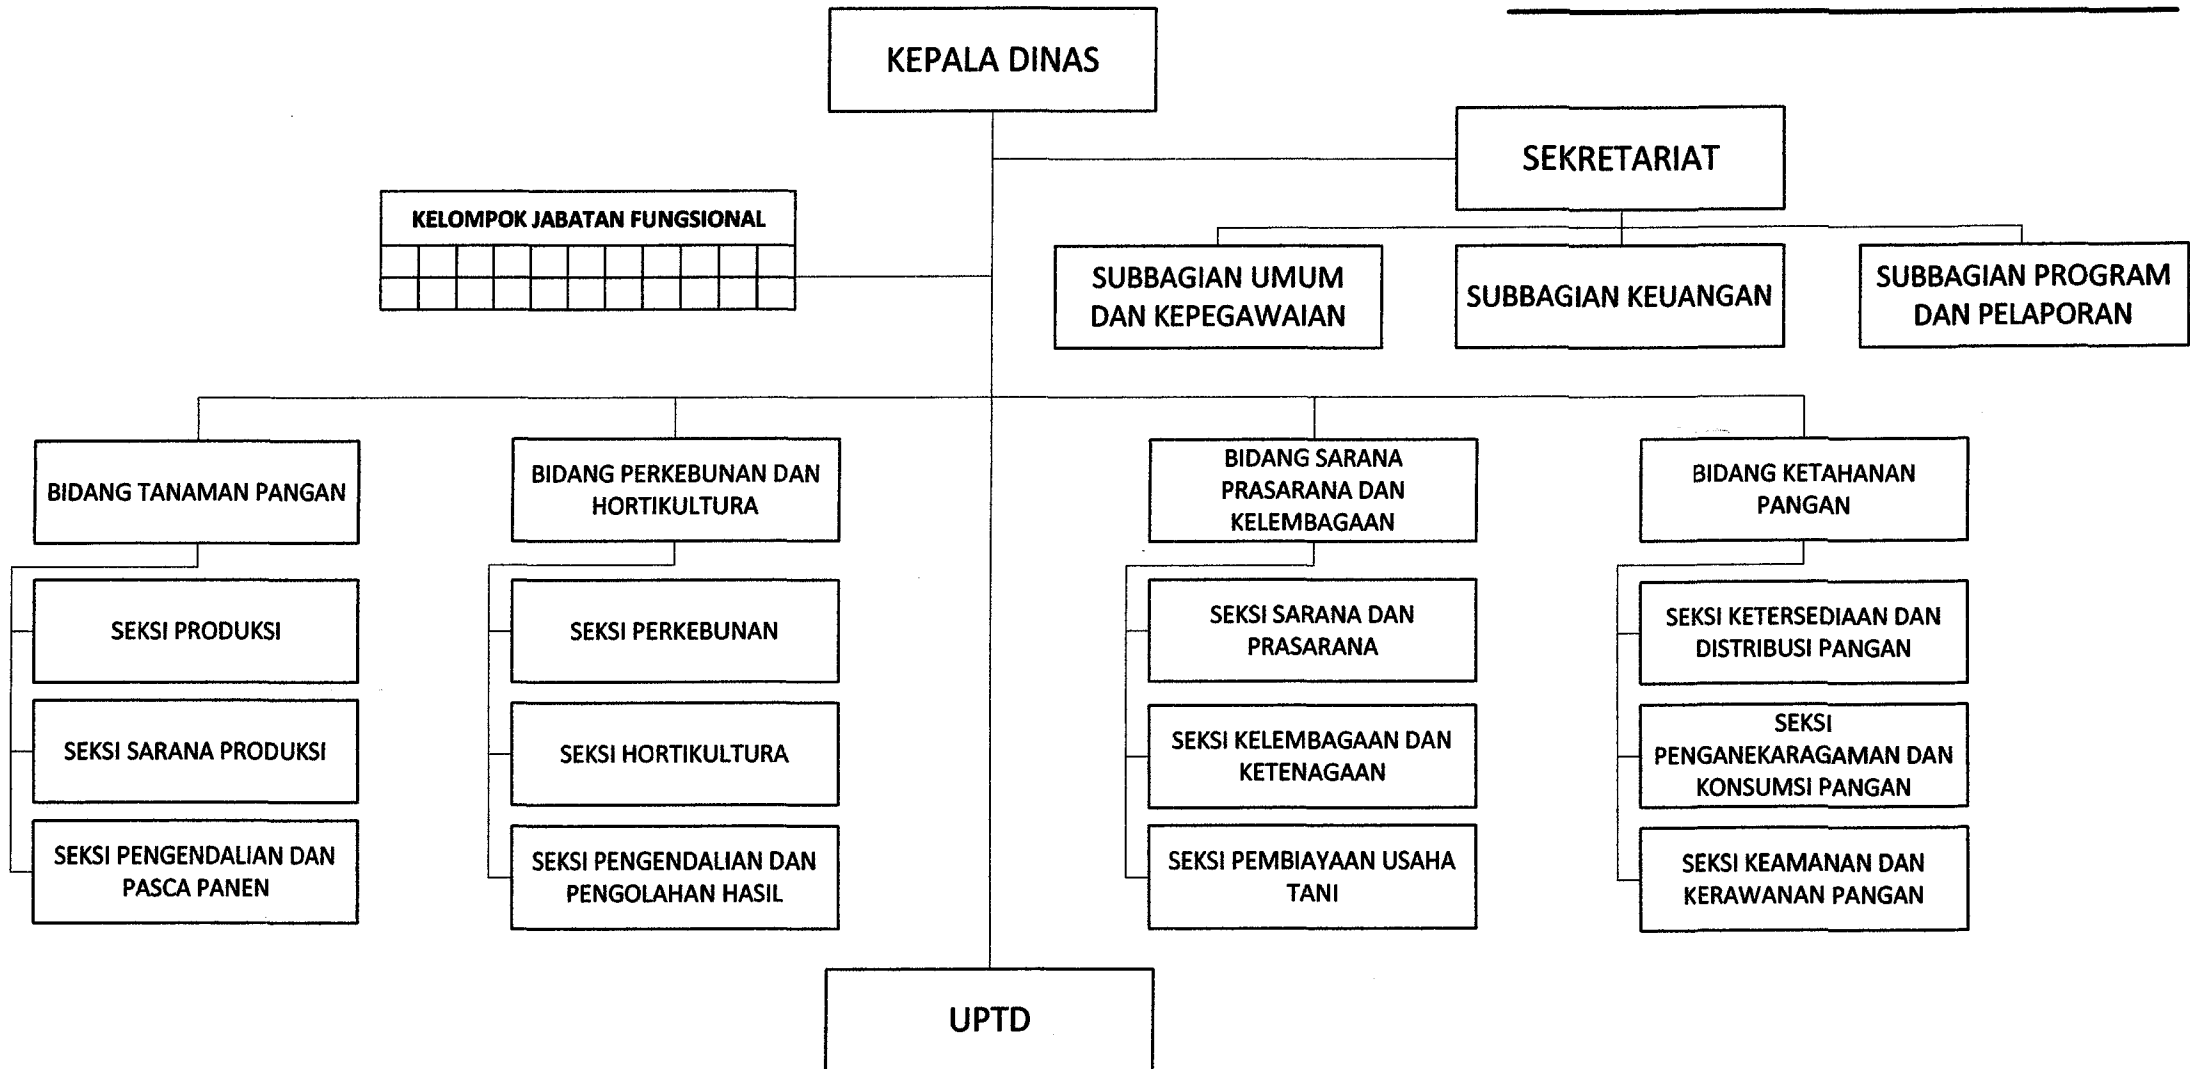 KEPALA DINAS
SEKRETARIAT
KELOMPOK JABATAN FUNGSIONAL
SUBBAGIAN UMUM
DAN KEPEGAWAIAN
SUBBAGIAN KEUANGAN
SUBBAGIAN PROGRAM
DAN PELAPORAN
BIDANG TANAMAN PANGAN
BIDANG PERKEBUNAN DAN
HORTIKULTURA
BIDANG SARANA
PRASARANA DAN
KELEMBAGAAN
BIDANG KETAHANAN
PANGAN
SEKSI PRODUKSI
SEKSI PERKEBUNAN
SEKSI SARANA DAN
PRASARANA
SEKSI KETERSEDIAAN DAN
DISTRIBUSI PANGAN
SEKSI SARANA PRODUKSI
SEKSI HORTIKULTURA
SEKSI KELEMBAGAAN DAN
KETENAGAAN
SEKSI
PENGANEKARAGAMAN DAN
KONSUMSI PANGAN
SEKSI PENGENDALIAN DAN
PASCA PANEN
SEKSI PENGENDALIAN DAN
PENGOLAHAN HASIL
SEKSI PEMBIAYAAN USAHA
TANI
SEKSI KEAMANAN DAN
KERAWANAN PANGAN
UPTD